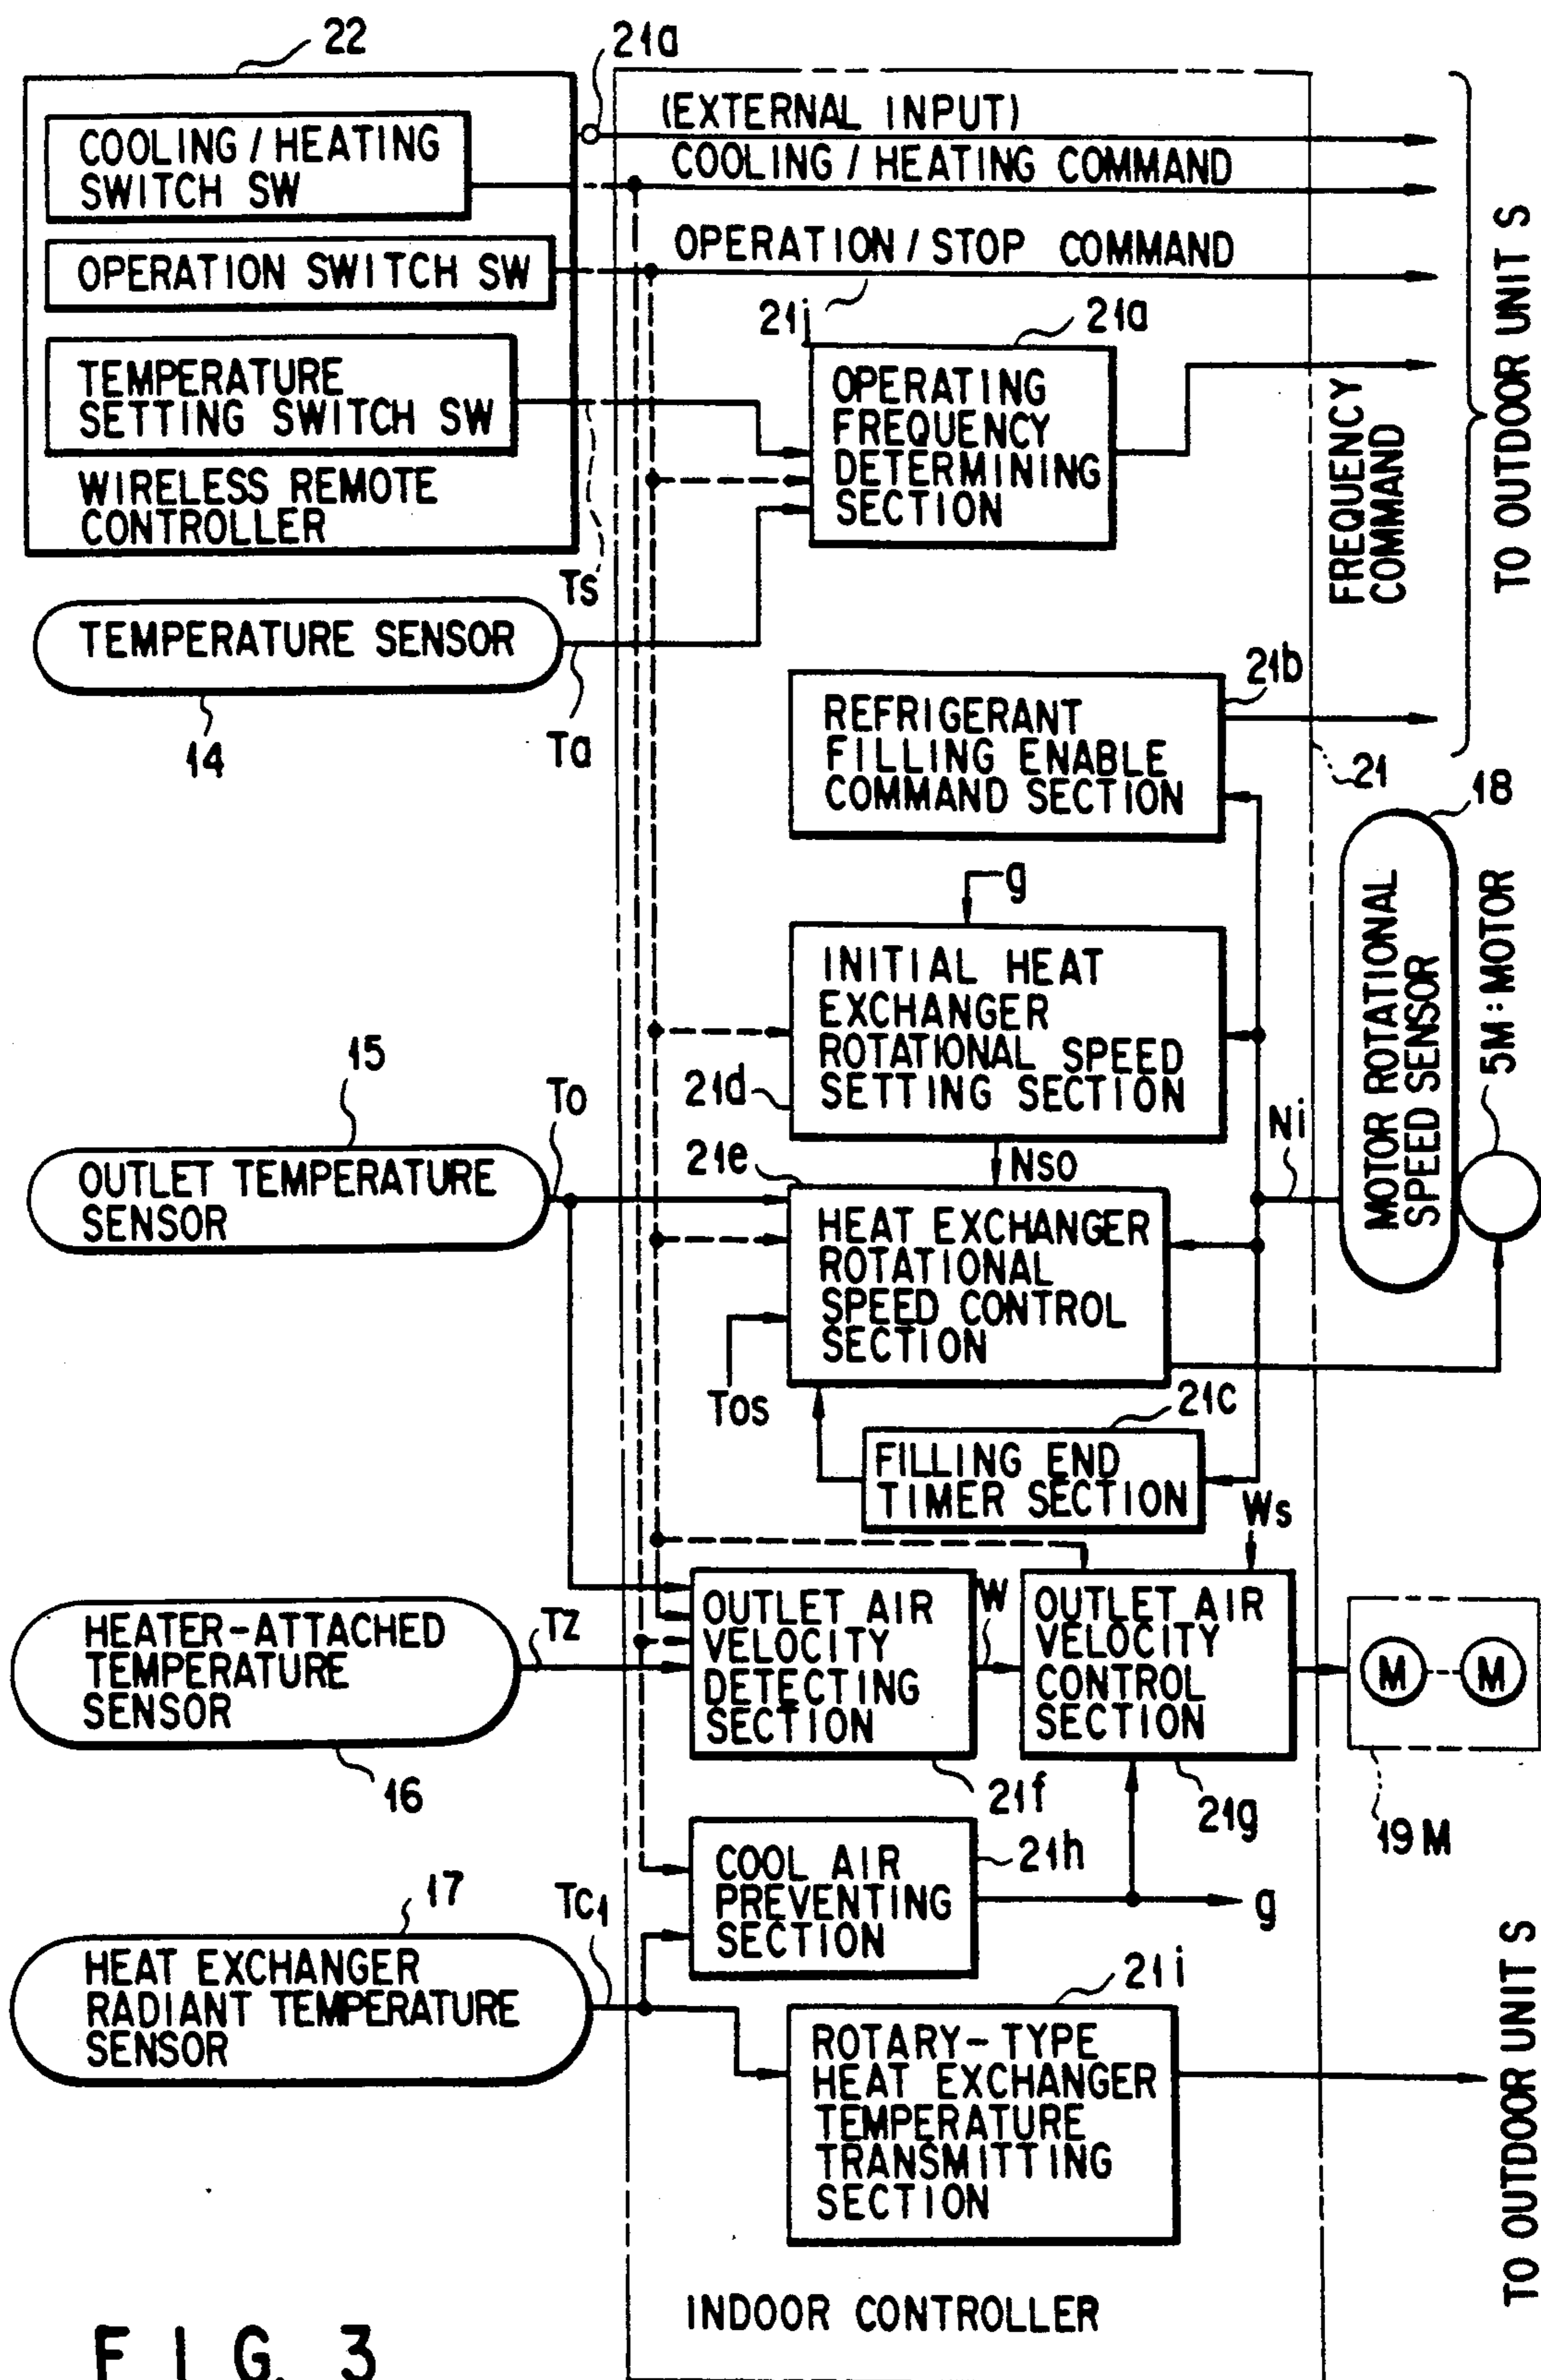 22
21a
(EXTERNAL INPUT)
COOLING / HEATING
SWITCH SW
COOLING / HEATING COMMAND
OPERATION SWITCH SW
OPERATION / STOP COMMAND
21j
21a
TEMPERATURE
SETTING SWITCH SW
WIRELESS REMOTE
CONTROLLER
OPERATING
FREQUENCY
DETERMINING
SECTION
FREQUENCY
COMMAND
TO OUTDOOR UNIT S
Ts
TEMPERATURE SENSOR
14
Ta
21b
REFRIGERANT
FILLING ENABLE
COMMAND SECTION
21
18
g
INITIAL HEAT
EXCHANGER
ROTATIONAL SPEED
SETTING SECTION
21d
MOTOR ROTATIONAL
SPEED SENSOR
5M:MOTOR
Ni
15
To
OUTLET TEMPERATURE
SENSOR
21e
Nso
HEAT EXCHANGER
ROTATIONAL
SPEED CONTROL
SECTION
Tos
21c
FILLING END
TIMER SECTION
Ws
HEATER-ATTACHED
TEMPERATURE
SENSOR
16
Tz
OUTLET AIR
VELOCITY
DETECTING
SECTION
W
OUTLET AIR
VELOCITY
CONTROL
SECTION
M
M
21f
21g
19M
COOL AIR
PREVENTING
SECTION
21h
g
17
Tc1
HEAT EXCHANGER
RADIANT TEMPERATURE
SENSOR
21i
ROTARY-TYPE
HEAT EXCHANGER
TEMPERATURE
TRANSMITTING
SECTION
TO OUTDOOR UNIT S
INDOOR CONTROLLER
FIG. 3